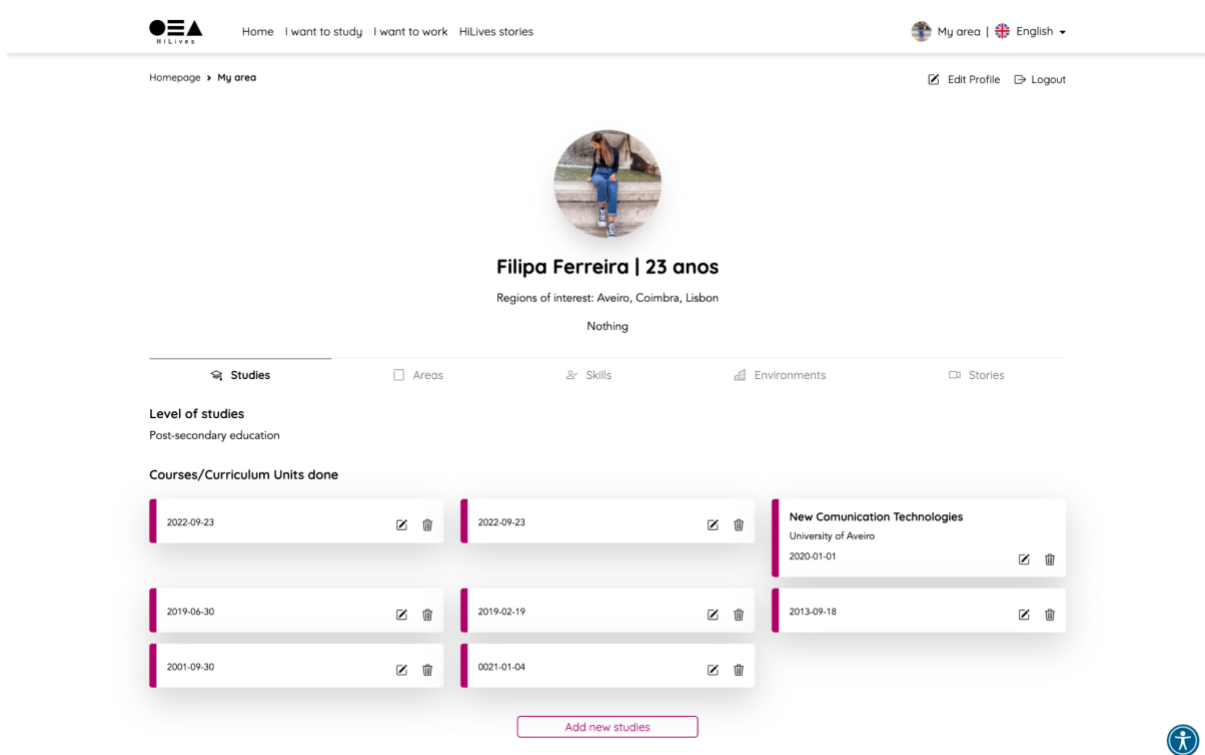 HiLives
Home I want to study I want to work HiLives stories
My area | English
Homepage > My area
Edit Profile Logout
Filipa Ferreira | 23 anos
Regions of interest: Aveiro, Coimbra, Lisbon
Nothing
Studies Areas Skills Environments Stories
Level of studies
Post-secondary education
Courses/Curriculum Units done
2022-09-23
2022-09-23
New Comunication Technologies
University of Aveiro
2020-01-01
2019-06-30
2019-02-19
2013-09-18
2001-09-30
0021-01-04
Add new studies